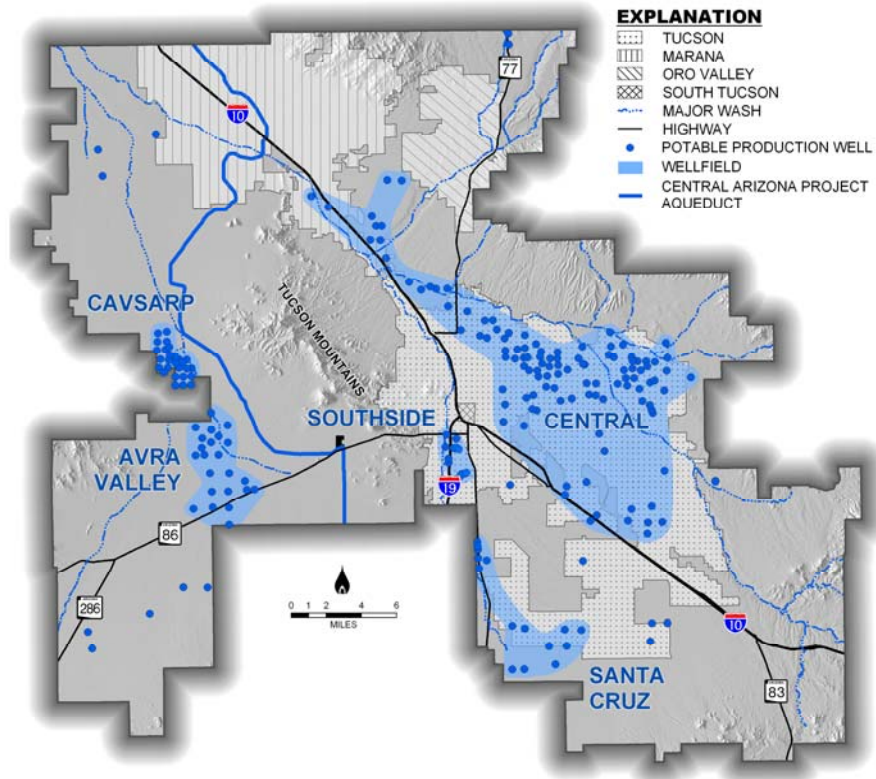 EXPLANATION
TUCSON
MARANA
ORO VALLEY
SOUTH TUCSON
MAJOR WASH
HIGHWAY
POTABLE PRODUCTION WELL
WELLFIELD
CENTRAL ARIZONA PROJECT
AQUEDUCT
77
10
CAVSARP
TUCSON MOUNTAINS
SOUTHSIDE
CENTRAL
AVRA
VALLEY
19
86
286
0 1 2 4 6
MILES
10
SANTA
CRUZ
83